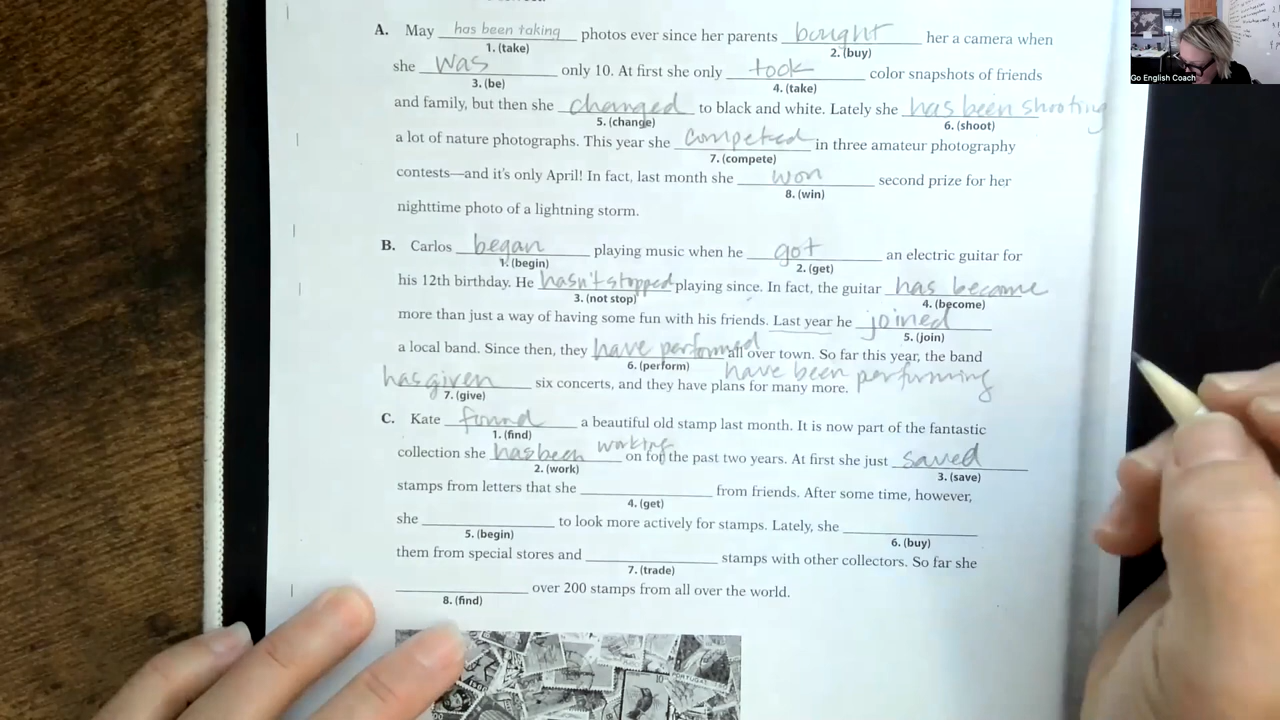 A. May has been taking photos ever since her parents bought her a camera when
1. (take) 2. (buy)
she was only 10. At first she only took color snapshots of friends
3. (be) 4. (take)
and family, but then she changed to black and white. Lately she has been shooting
5. (change) 6. (shoot)
a lot of nature photographs. This year she competed in three amateur photography
7. (compete)
contests—and it's only April! In fact, last month she won second prize for her
8. (win)
nighttime photo of a lightning storm.
B. Carlos began playing music when he got an electric guitar for
1. (begin) 2. (get)
his 12th birthday. He hasn't stopped playing since. In fact, the guitar has become
3. (not stop) 4. (become)
more than just a way of having some fun with his friends. Last year he joined
5. (join)
a local band. Since then, they have performed all over town. So far this year, the band
6. (perform) have been performing
has given six concerts, and they have plans for many more.
7. (give)
C. Kate found a beautiful old stamp last month. It is now part of the fantastic
1. (find)
collection she has been working on for the past two years. At first she just saved
2. (work) 3. (save)
stamps from letters that she from friends. After some time, however,
4. (get)
she to look more actively for stamps. Lately, she
5. (begin) 6. (buy)
them from special stores and stamps with other collectors. So far she
7. (trade)
over 200 stamps from all over the world.
8. (find)
PORTUGAL
Go English Coach